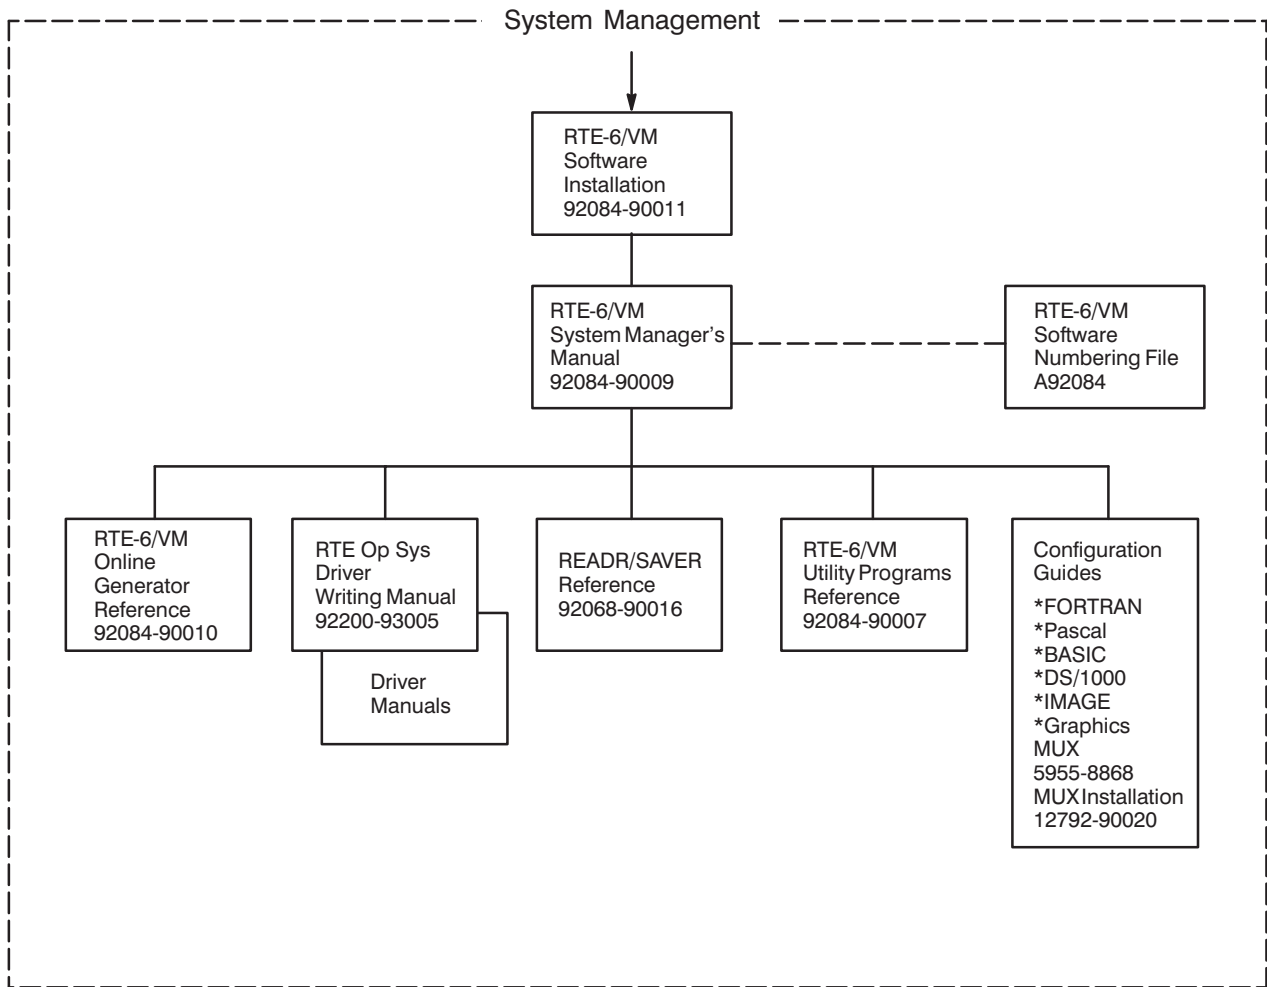 System Management
RTE-6/VM
Software
Installation
92084-90011
RTE-6/VM
System Manager's
Manual
92084-90009
RTE-6/VM
Software
Numbering File
A92084
RTE-6/VM
Online
Generator
Reference
92084-90010
RTE Op Sys
Driver
Writing Manual
92200-93005
Driver
Manuals
READR/SAVER
Reference
92068-90016
RTE-6/VM
Utility Programs
Reference
92084-90007
Configuration
Guides
*FORTRAN
*Pascal
*BASIC
*DS/1000
*IMAGE
*Graphics
MUX
5955-8868
MUX Installation
12792-90020